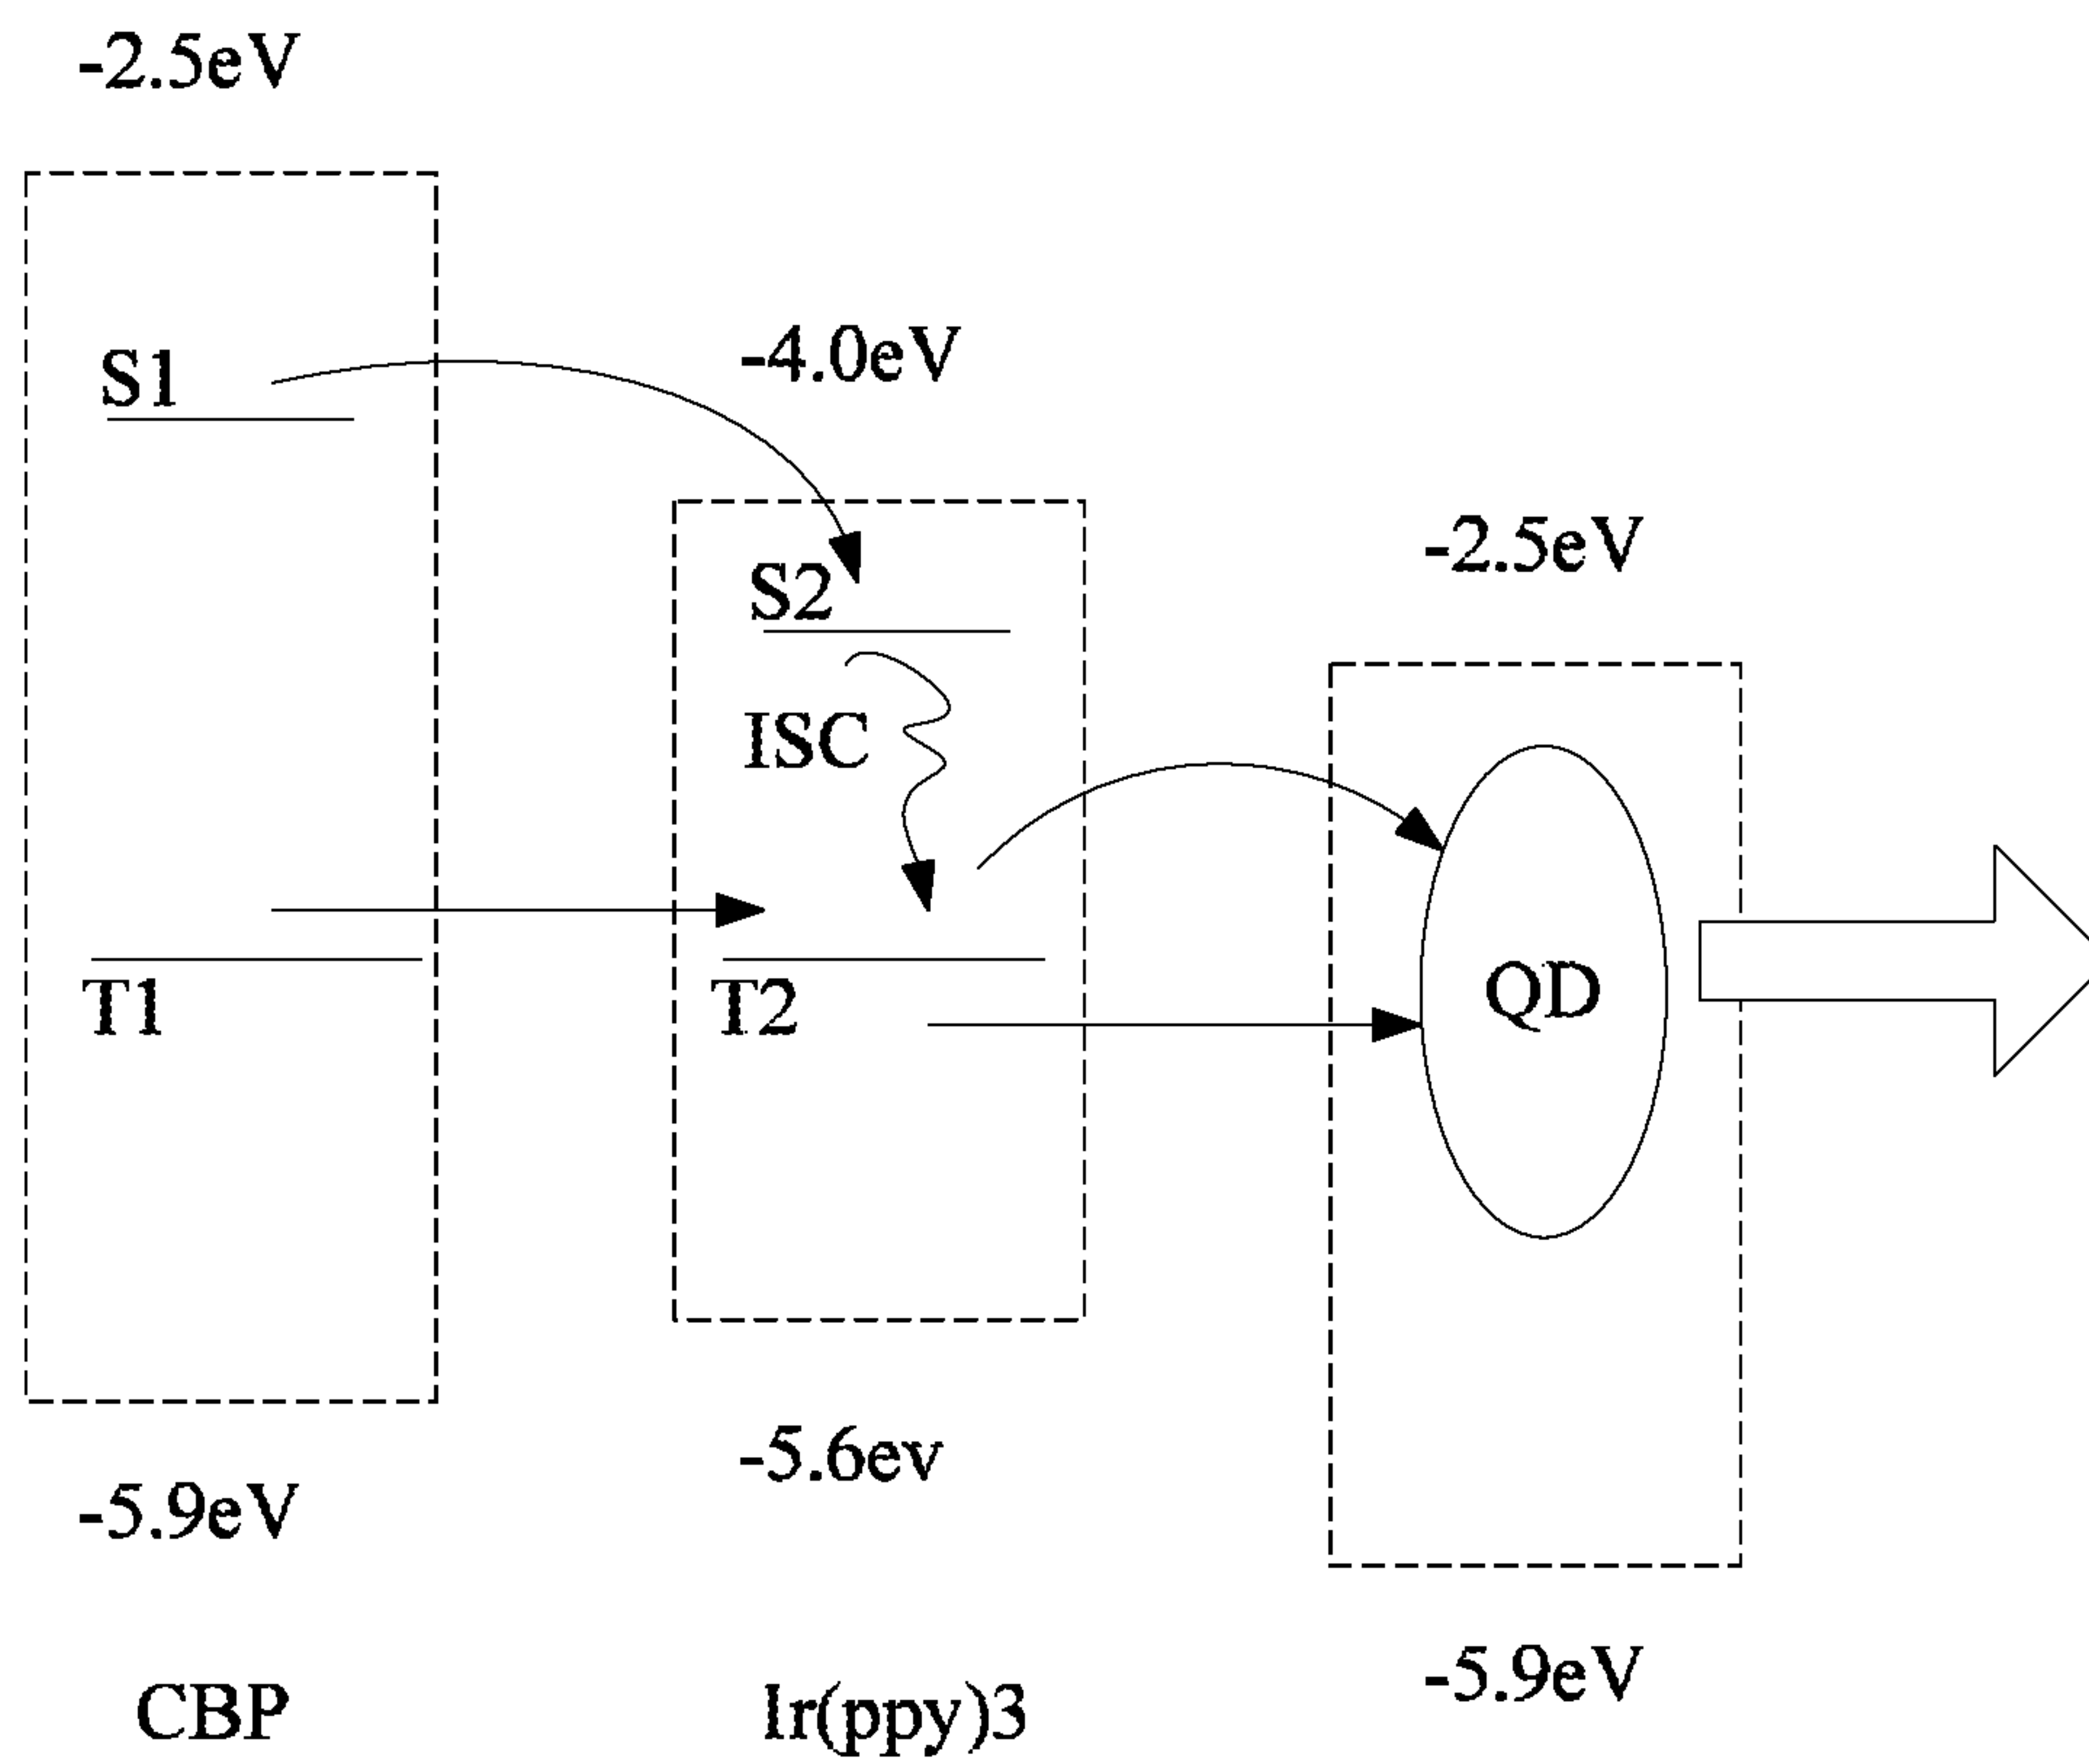 -2.5eV
S1
-4.0eV
-2.5eV
S2
ISC
T1
T2
QD
-5.9eV
-5.6ev
-5.9eV
CBP
Ir(ppy)3